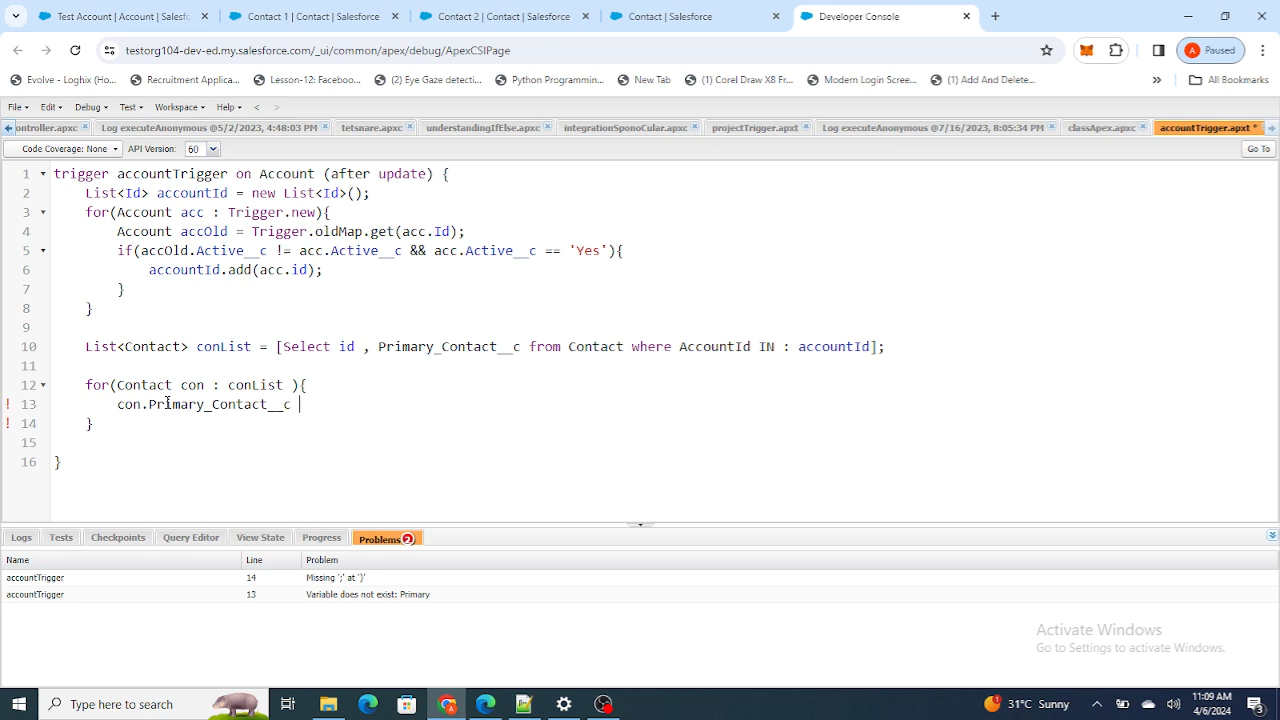 Test Account | Account | Salesf
Contact 1 | Contact | Salesforce
Contact 2 | Contact | Salesforce
Contact | Salesforce
Developer Console
testorg104-dev-ed.my.salesforce.com/_ui/common/apex/debug/ApexCSIPage
Paused
Evolve - Loghix (Ho...
Recruitment Applica...
Lesson-12: Faceboo...
(2) Eye Gaze detecti...
Python Programmin...
New Tab
(1) Corel Draw X8 Fr...
Modern Login Scree...
(1) Add And Delete...
All Bookmarks
File Edit Debug Test Workspace Help < >
ontroller.apxc
Log executeAnonymous @5/2/2023, 4:48:03 PM
tetsnare.apxc
understandingIfElse.apxc
integrationSponoCular.apxc
projectTrigger.apxt
Log executeAnonymous @7/16/2023, 8:05:34 PM
classApex.apxc
accountTrigger.apxt *
Code Coverage: None API Version: 60 Go To
1 trigger accountTrigger on Account (after update) {
2 List<Id> accountId = new List<Id>();
3 for(Account acc : Trigger.new){
4 Account accOld = Trigger.oldMap.get(acc.Id);
5 if(accOld.Active__c != acc.Active__c && acc.Active__c == 'Yes'){
6 accountId.add(acc.id);
7 }
8 }
9
10 List<Contact> conList = [Select id , Primary_Contact__c from Contact where AccountId IN : accountId];
11
12 for(Contact con : conList ){
! 13 con.Primary_Contact__c
! 14 }
15
16 }
Logs Tests Checkpoints Query Editor View State Progress Problems 2
Name Line Problem
accountTrigger 14 Missing ';' at '}'
accountTrigger 13 Variable does not exist: Primary
Activate Windows
Go to Settings to activate Windows.
Type here to search
31°C Sunny
11:09 AM
4/6/2024
3